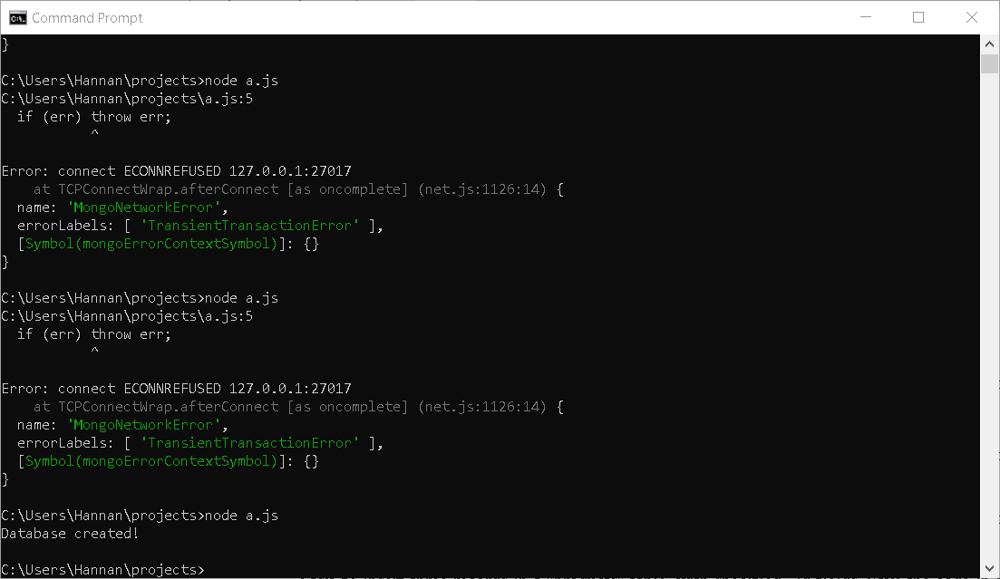 Command Prompt
}
C:\Users\Hannan\projects>node a.js
C:\Users\Hannan\projects\a.js:5
  if (err) throw err;
           ^
Error: connect ECONNREFUSED 127.0.0.1:27017
    at TCPConnectWrap.afterConnect [as oncomplete] (net.js:1126:14) {
  name: 'MongoNetworkError',
  errorLabels: [ 'TransientTransactionError' ],
  [Symbol(mongoErrorContextSymbol)]: {}
}
C:\Users\Hannan\projects>node a.js
C:\Users\Hannan\projects\a.js:5
  if (err) throw err;
           ^
Error: connect ECONNREFUSED 127.0.0.1:27017
    at TCPConnectWrap.afterConnect [as oncomplete] (net.js:1126:14) {
  name: 'MongoNetworkError',
  errorLabels: [ 'TransientTransactionError' ],
  [Symbol(mongoErrorContextSymbol)]: {}
}
C:\Users\Hannan\projects>node a.js
Database created!
C:\Users\Hannan\projects>